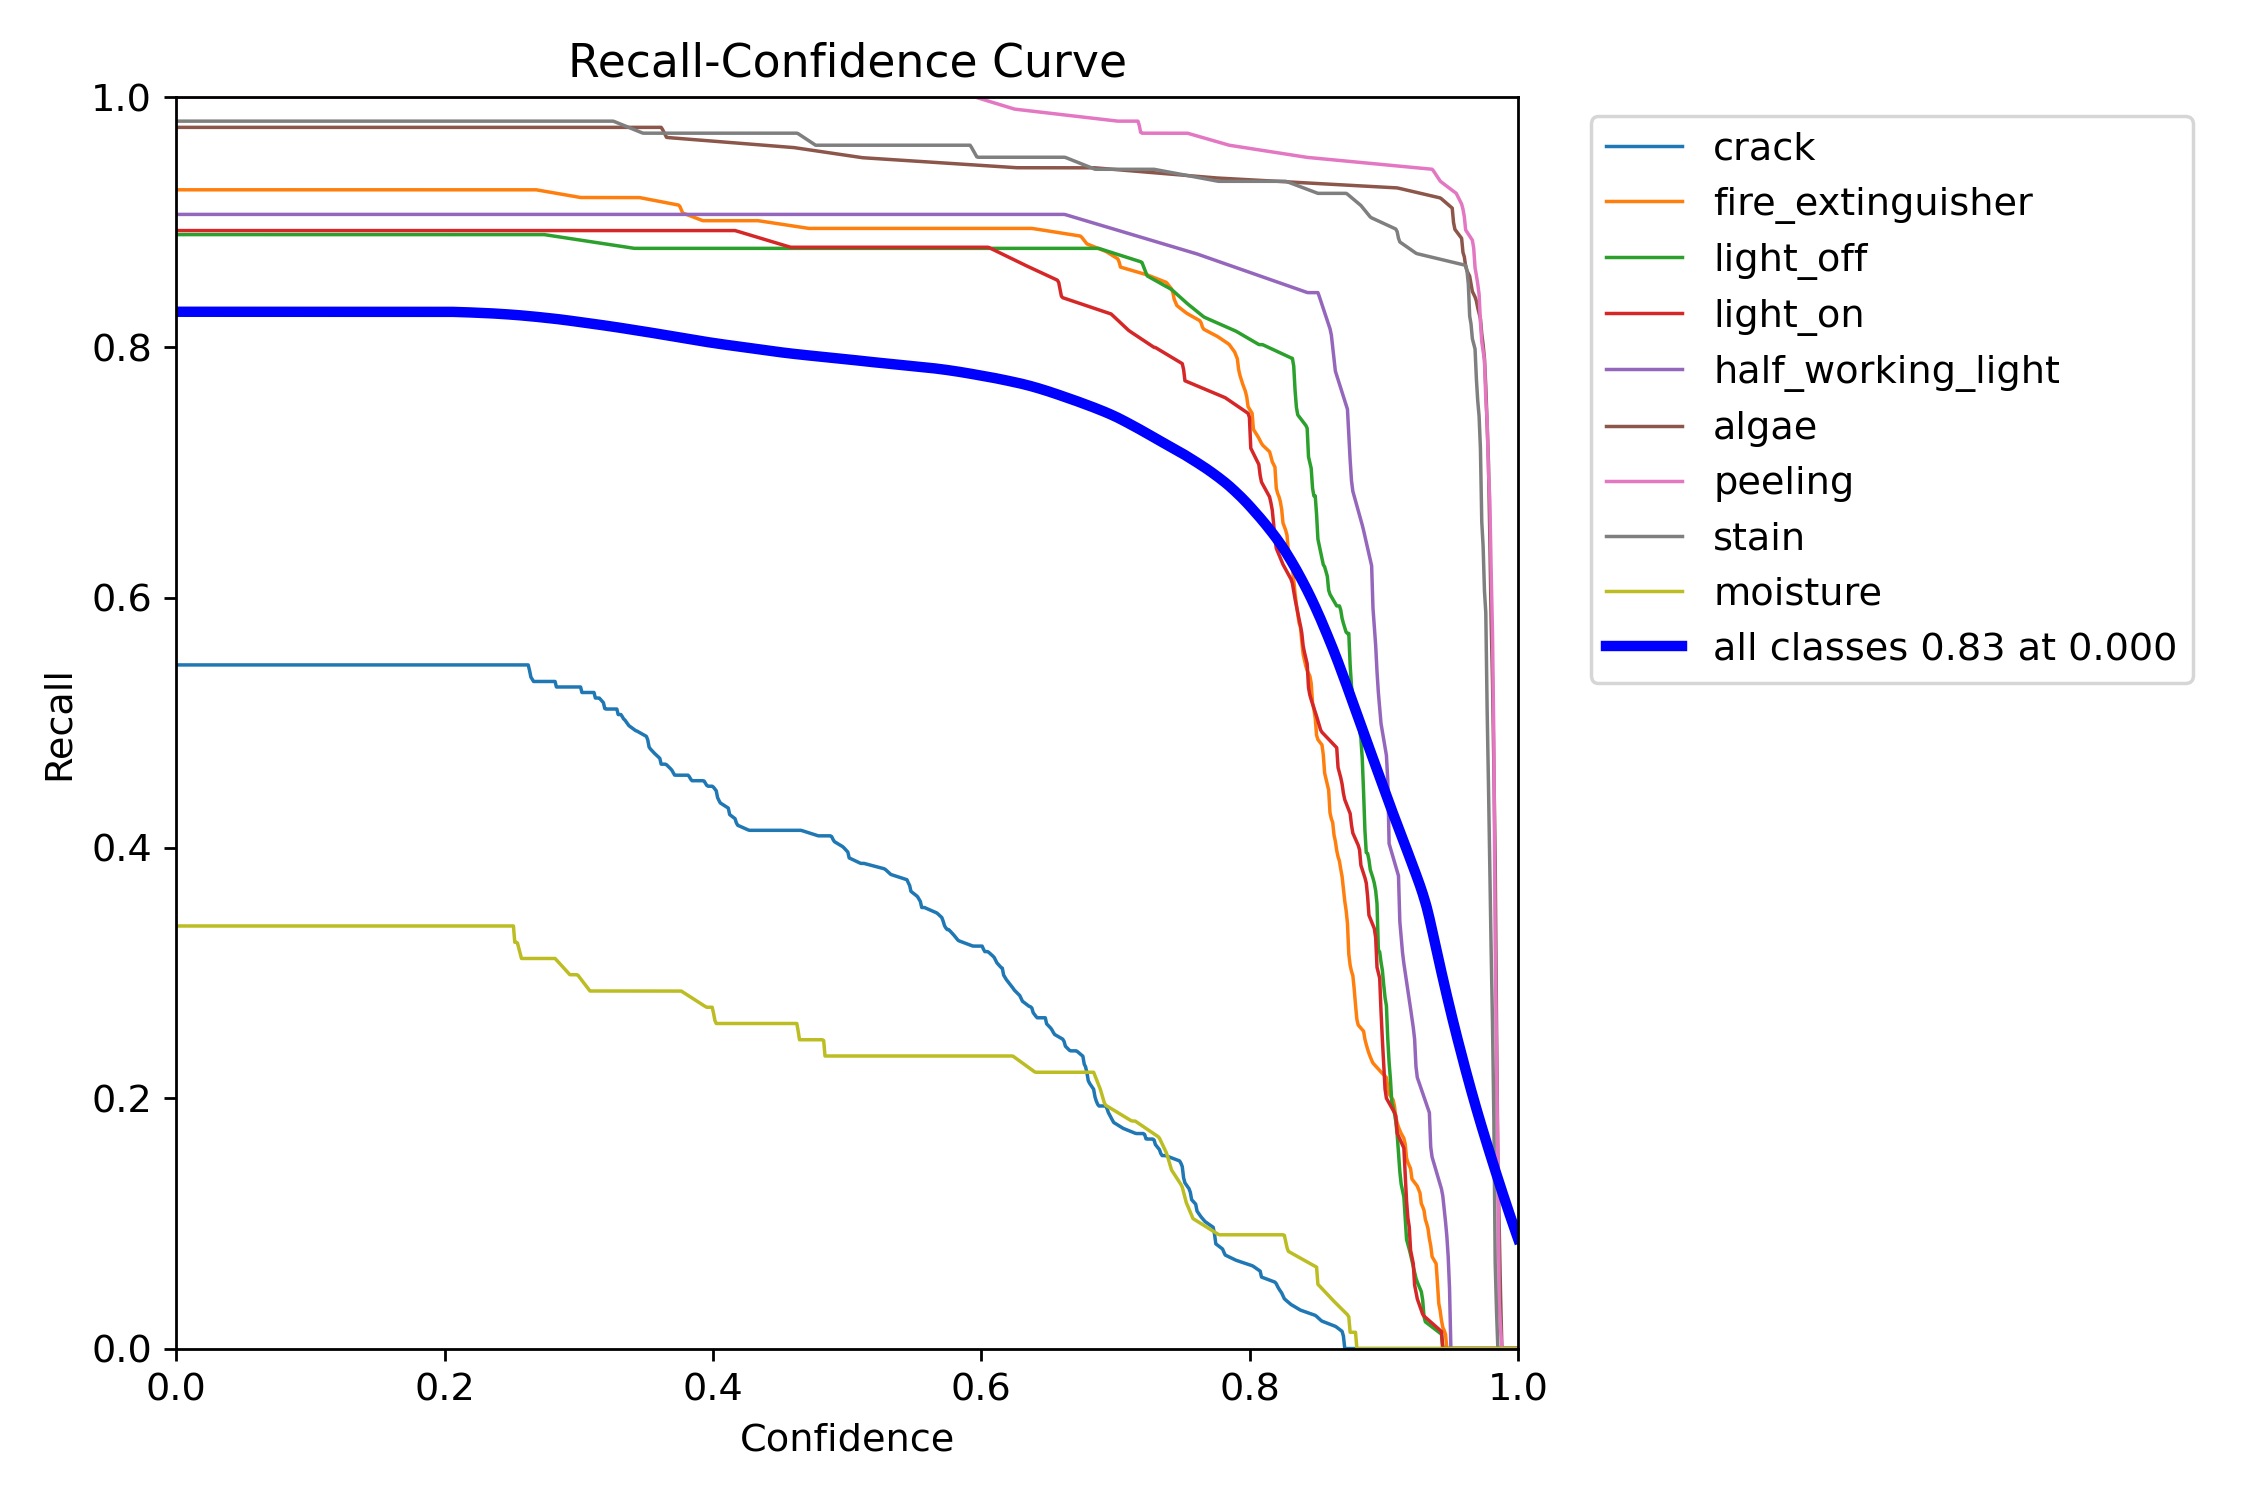 Recall-Confidence Curve
1.0
0.8
0.6
0.4
0.2
0.0
Recall
0.0 0.2 0.4 0.6 0.8 1.0
Confidence
crack
fire_extinguisher
light_off
light_on
half_working_light
algae
peeling
stain
moisture
all classes 0.83 at 0.000